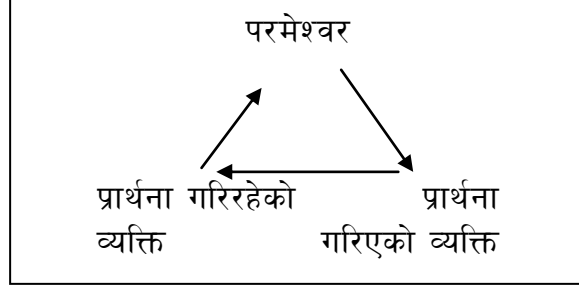 परमेश्वर
प्रार्थना गरिरहेको प्रार्थना
व्यक्ति गरिएको व्यक्ति